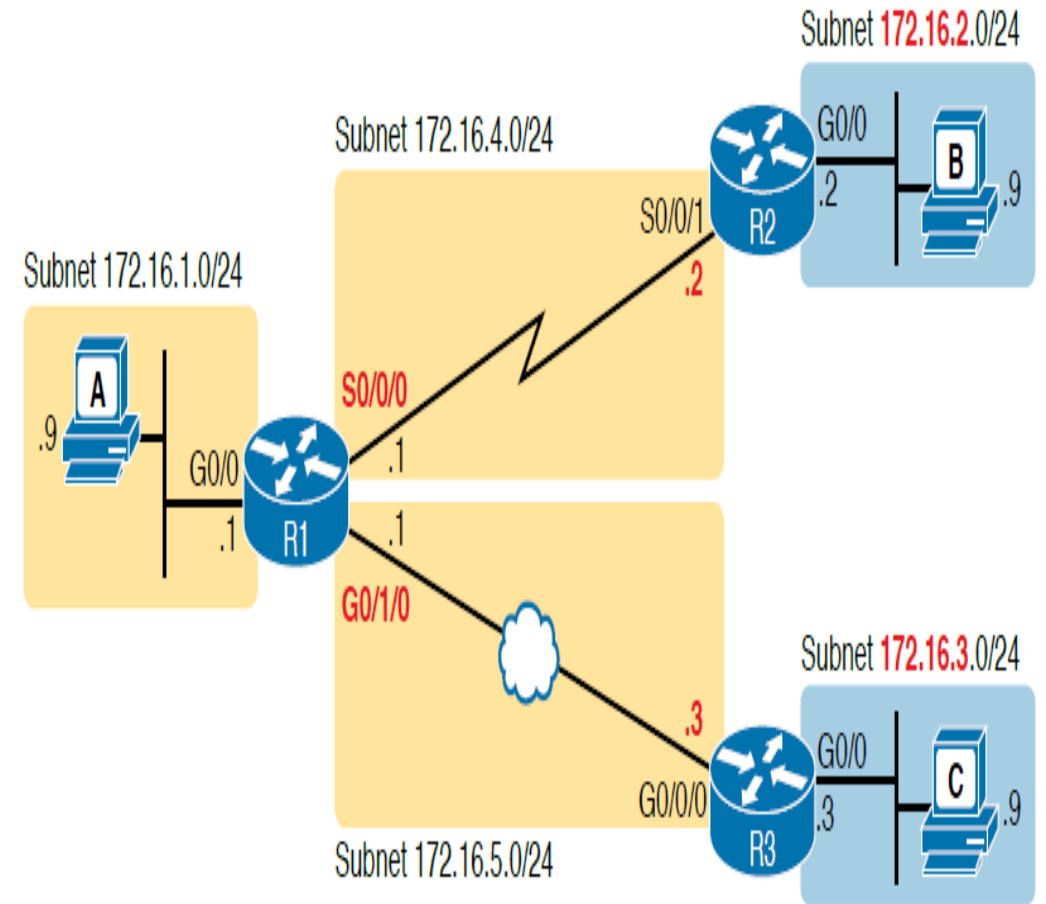 Subnet 172.16.2.0/24
G0/0
B
.9
.2
R2
Subnet 172.16.4.0/24
S0/0/1
.2
Subnet 172.16.1.0/24
A
.9
G0/0
.1
R1
S0/0/0
.1
.1
G0/1/0
Subnet 172.16.3.0/24
.3
G0/0/0
R3
G0/0
.3
C
.9
Subnet 172.16.5.0/24